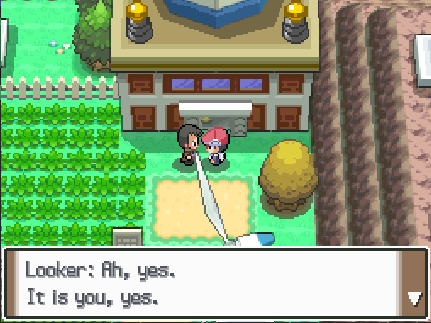 Looker: Ah, yes.
It is you, yes.